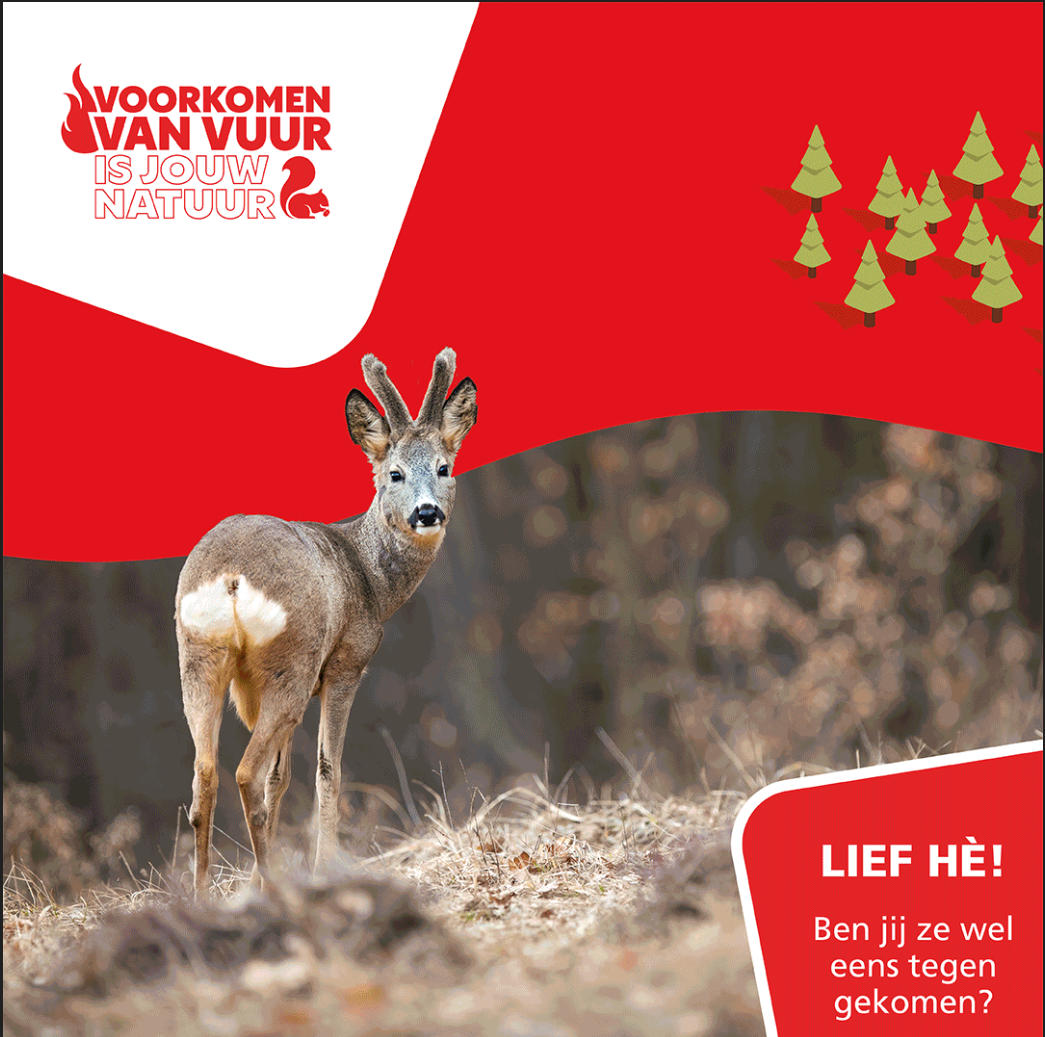 VOORKOMEN
VAN VUUR
IS JOUW
NATUUR
LIEF HÈ!
Ben jij ze wel
eens tegen
gekomen?